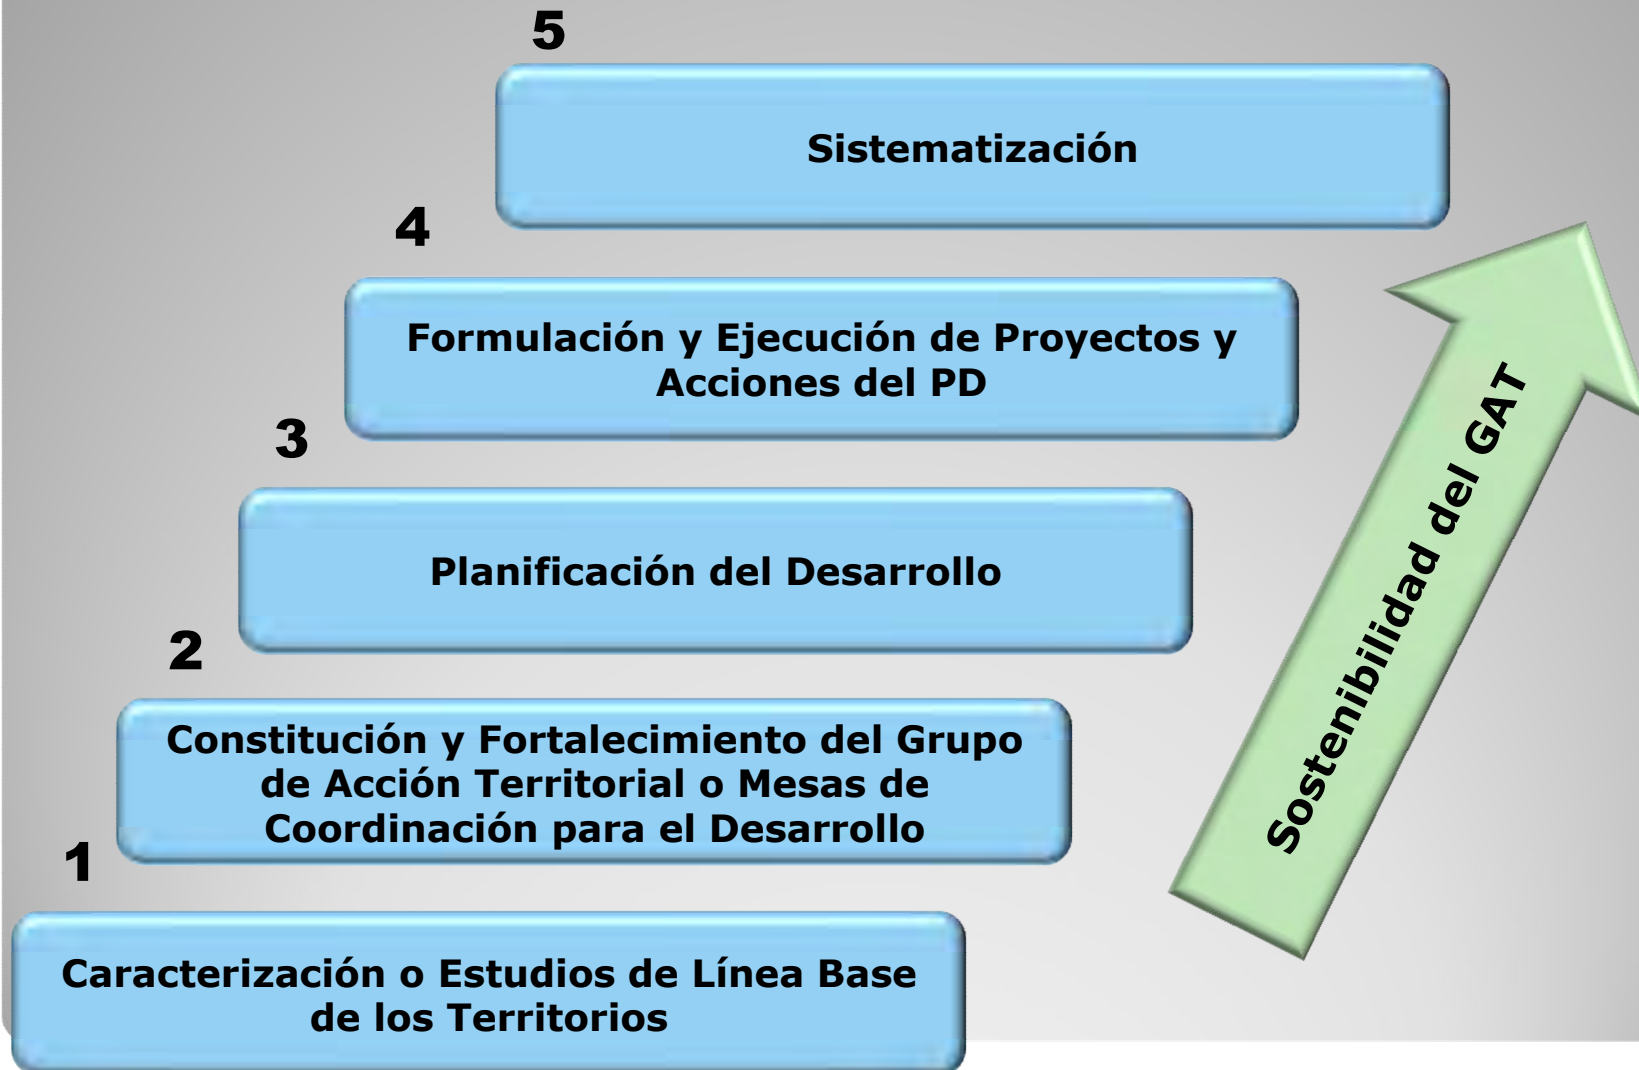 5
Sistematización
4
Formulación y Ejecución de Proyectos y
Acciones del PD
3
Planificación del Desarrollo
2
Constitución y Fortalecimiento del Grupo
de Acción Territorial o Mesas de
Coordinación para el Desarrollo
1
Caracterización o Estudios de Línea Base
de los Territorios
Sostenibilidad del GAT